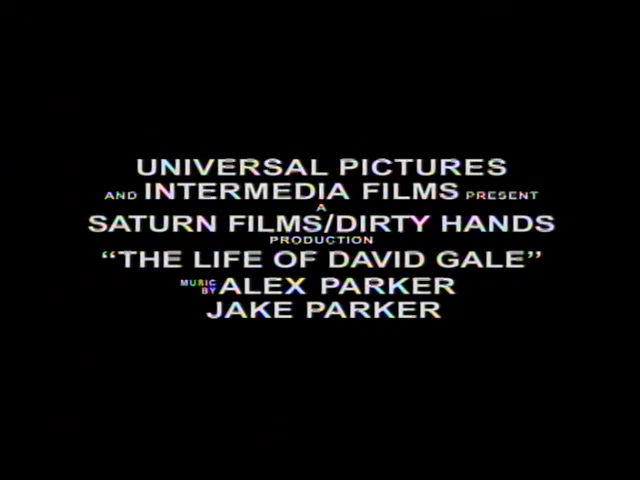 UNIVERSAL PICTURES
AND INTERMEDIA FILMS PRESENT
A
SATURN FILMS/DIRTY HANDS
PRODUCTION
“THE LIFE OF DAVID GALE”
MUSIC BY ALEX PARKER
JAKE PARKER